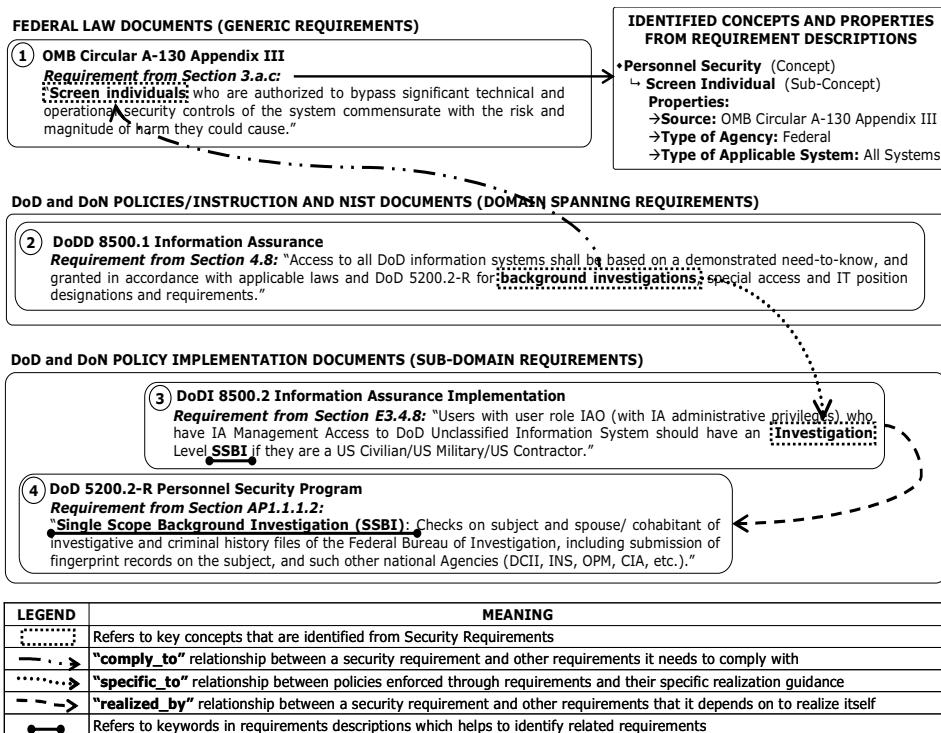 FEDERAL LAW DOCUMENTS (GENERIC REQUIREMENTS)
1 OMB Circular A-130 Appendix III
Requirement from Section 3.a.c:
"Screen individuals who are authorized to bypass significant technical and
operational security controls of the system commensurate with the risk and
magnitude of harm they could cause."
IDENTIFIED CONCEPTS AND PROPERTIES
FROM REQUIREMENT DESCRIPTIONS
Personnel Security (Concept)
↳ Screen Individual (Sub-Concept)
Properties:
→Source: OMB Circular A-130 Appendix III
→Type of Agency: Federal
→Type of Applicable System: All Systems
DoD and DoN POLICIES/INSTRUCTION AND NIST DOCUMENTS (DOMAIN SPANNING REQUIREMENTS)
2 DoDD 8500.1 Information Assurance
Requirement from Section 4.8: "Access to all DoD information systems shall be based on a demonstrated need-to-know, and
granted in accordance with applicable laws and DoD 5200.2-R for background investigations, special access and IT position
designations and requirements."
DoD and DoN POLICY IMPLEMENTATION DOCUMENTS (SUB-DOMAIN REQUIREMENTS)
3 DoDI 8500.2 Information Assurance Implementation
Requirement from Section E3.4.8: "Users with user role IAO (with IA administrative privileges) who
have IA Management Access to DoD Unclassified Information System should have an Investigation
Level SSBI if they are a US Civilian/US Military/US Contractor."
4 DoD 5200.2-R Personnel Security Program
Requirement from Section AP1.1.1.2:
"Single Scope Background Investigation (SSBI): Checks on subject and spouse/ cohabitant of
investigative and criminal history files of the Federal Bureau of Investigation, including submission of
fingerprint records on the subject, and such other national Agencies (DCII, INS, OPM, CIA, etc.)."
LEGEND MEANING
Refers to key concepts that are identified from Security Requirements
"comply_to" relationship between a security requirement and other requirements it needs to comply with
"specific_to" relationship between policies enforced through requirements and their specific realization guidance
"realized_by" relationship between a security requirement and other requirements that it depends on to realize itself
Refers to keywords in requirements descriptions which helps to identify related requirements